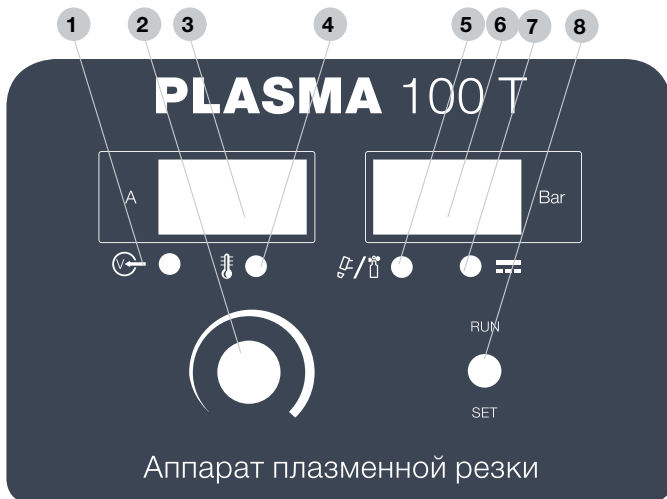 1 2 3 4 5 6 7 8
PLASMA 100 T
A
Bar
V
RUN
SET
Аппарат плазменной резки